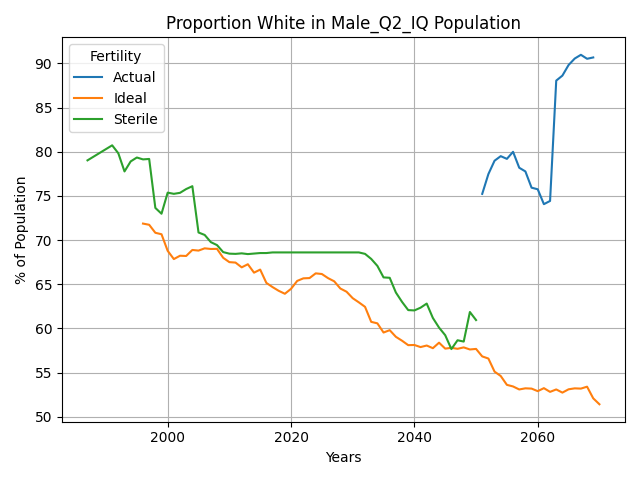 Proportion White in Male_Q2_IQ Population
Fertility
Actual
Ideal
Sterile
% of Population
90
85
80
75
70
65
60
55
50
2000
2020
2040
2060
Years